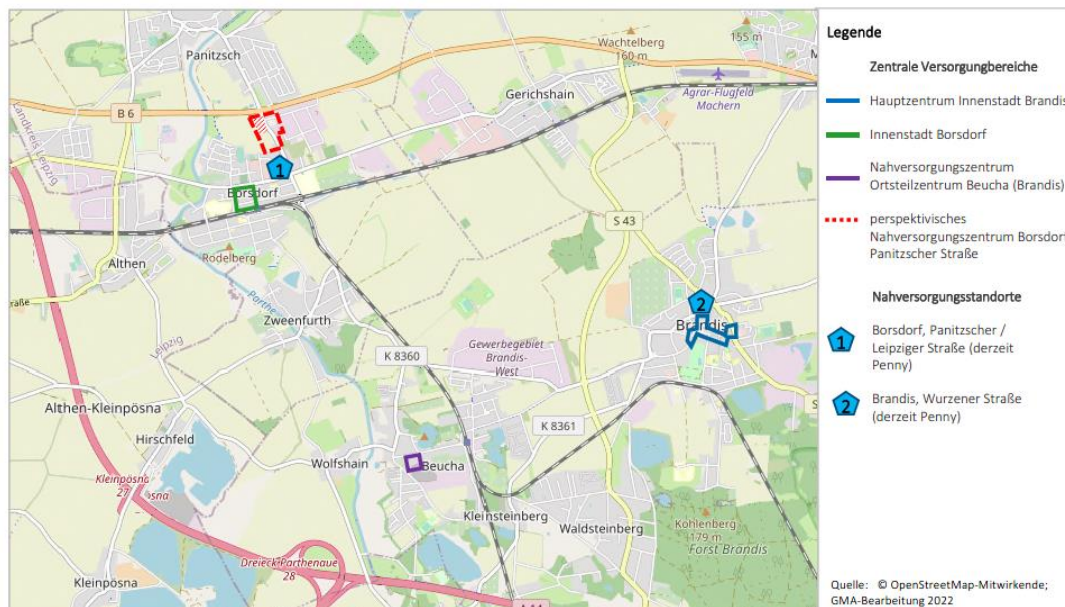 Panitzsch
Wachtelberg
160 m
155 m
Gerichshain
Agrar-Flugfeld
Machern
B 6
Landkreis Leipzig
1
Borsdorf
S 43
Althen
Rodelberg
Parthe
Zweenfurth
Leipzig
K 8360
Gewerbegebiet
Brandis-
West
2
Brandis
Althen-Kleinpösna
Hirschfeld
K 8361
Wolfshain
Beucha
Kleinpösna
27
Kleinsteinberg
Waldsteinberg
Kohlenberg
179 m
Forst Brandis
Dreieck-Parthenaue
28
Kleinpösna
Legende
Zentrale Versorgungbereiche
Hauptzentrum Innenstadt Brandis
Innenstadt Borsdorf
Nahversorgungszentrum
Ortsteilzentrum Beucha (Brandis)
perspektivisches
Nahversorgungszentrum Borsdorf
Panitzscher Straße
Nahversorgungsstandorte
1
Borsdorf, Panitzscher /
Leipziger Straße (derzeit
Penny)
2
Brandis, Wurzener Straße
(derzeit Penny)
Quelle: © OpenStreetMap-Mitwirkende;
GMA-Bearbeitung 2022